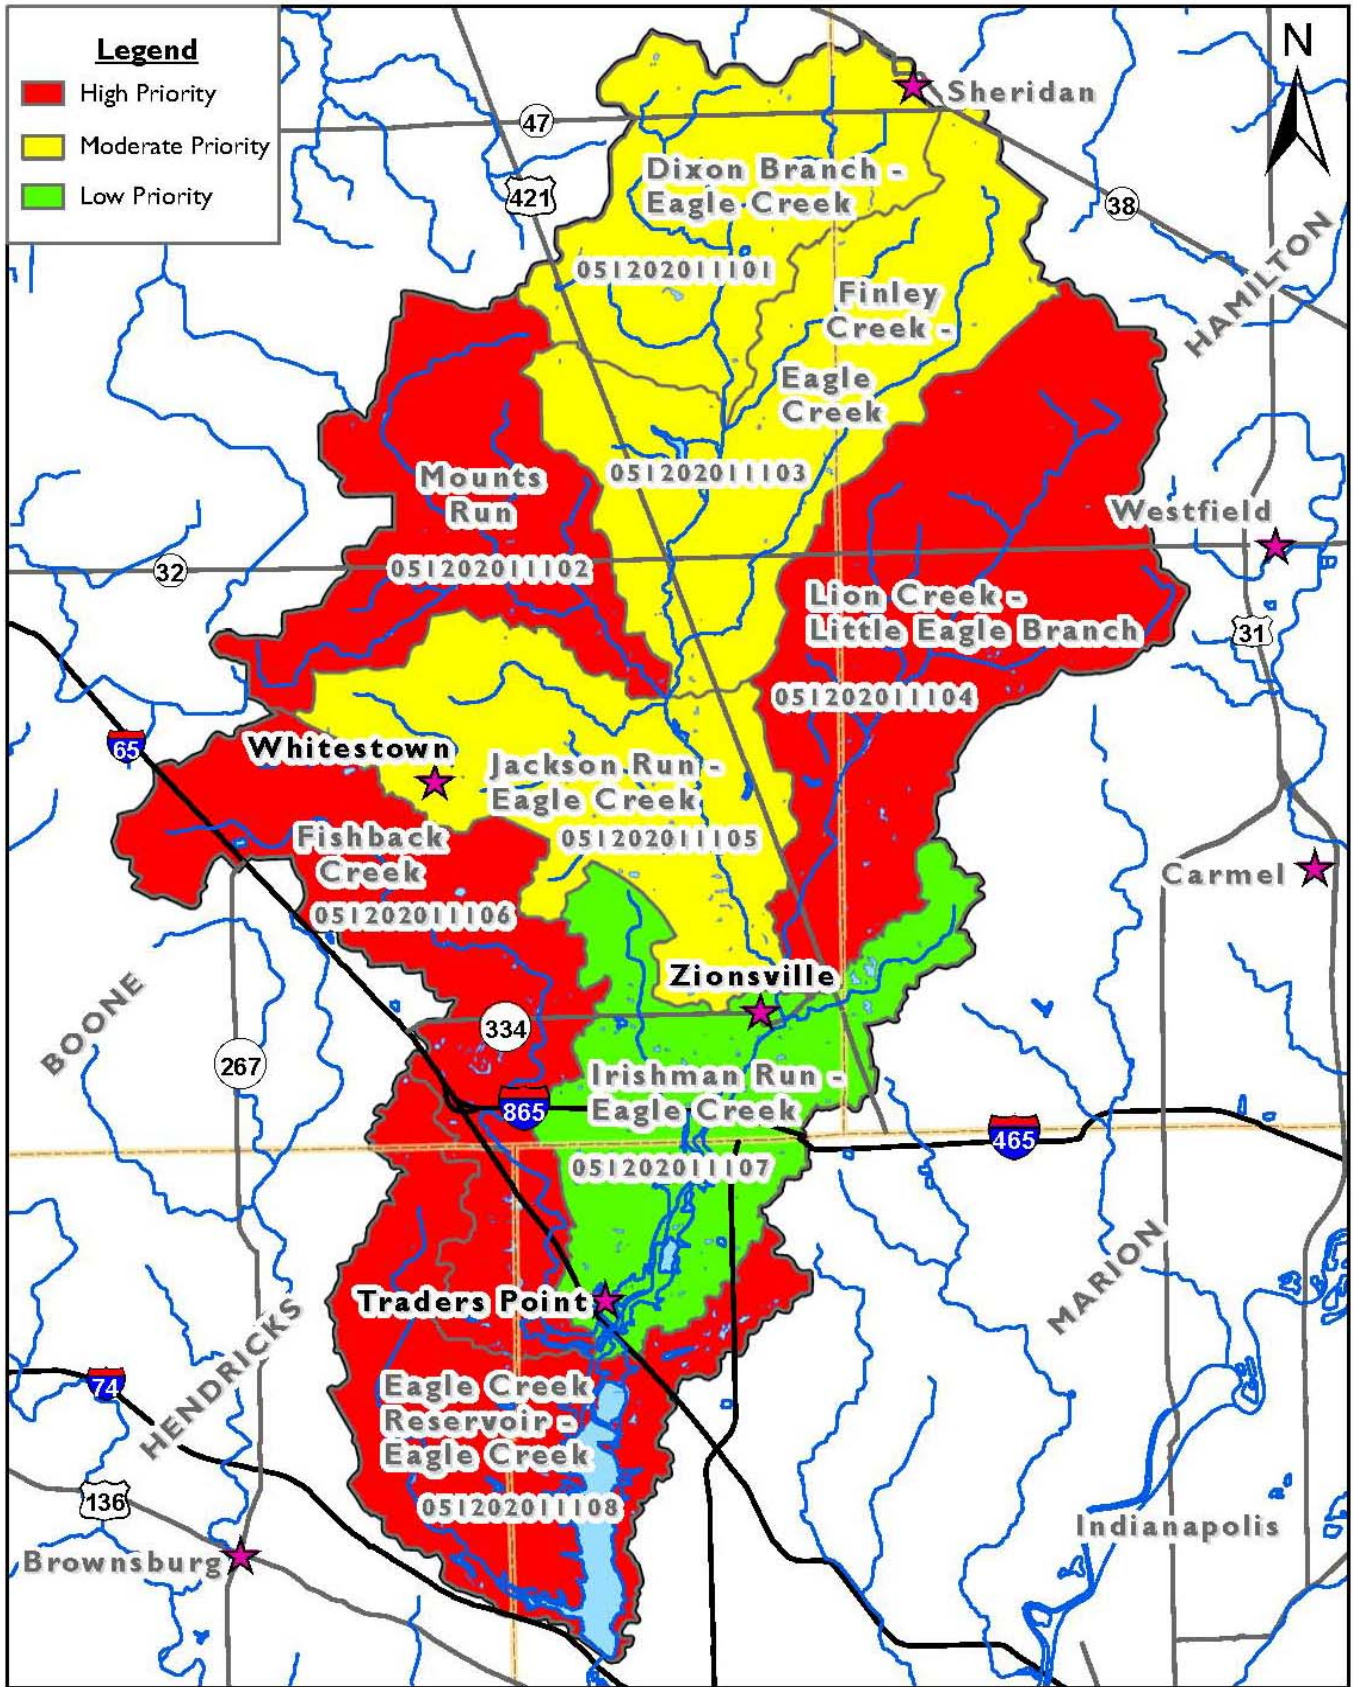 Legend
High Priority
Moderate Priority
Low Priority
N
Sheridan
47
421
38
HAMILTON
Dixon Branch -
Eagle Creek
051202011101
Finley
Creek -
Eagle
Creek
051202011103
Mounts
Run
051202011102
32
Westfield
31
Lion Creek -
Little Eagle Branch
051202011104
65
Whitestown
Jackson Run -
Eagle Creek
051202011105
Fishback
Creek
051202011106
Carmel
BOONE
Zionsville
334
267
Irishman Run -
Eagle Creek
865
465
051202011107
MARION
Traders Point
HENDRICKS
74
Eagle Creek
Reservoir -
Eagle Creek
051202011108
136
Brownsburg
Indianapolis